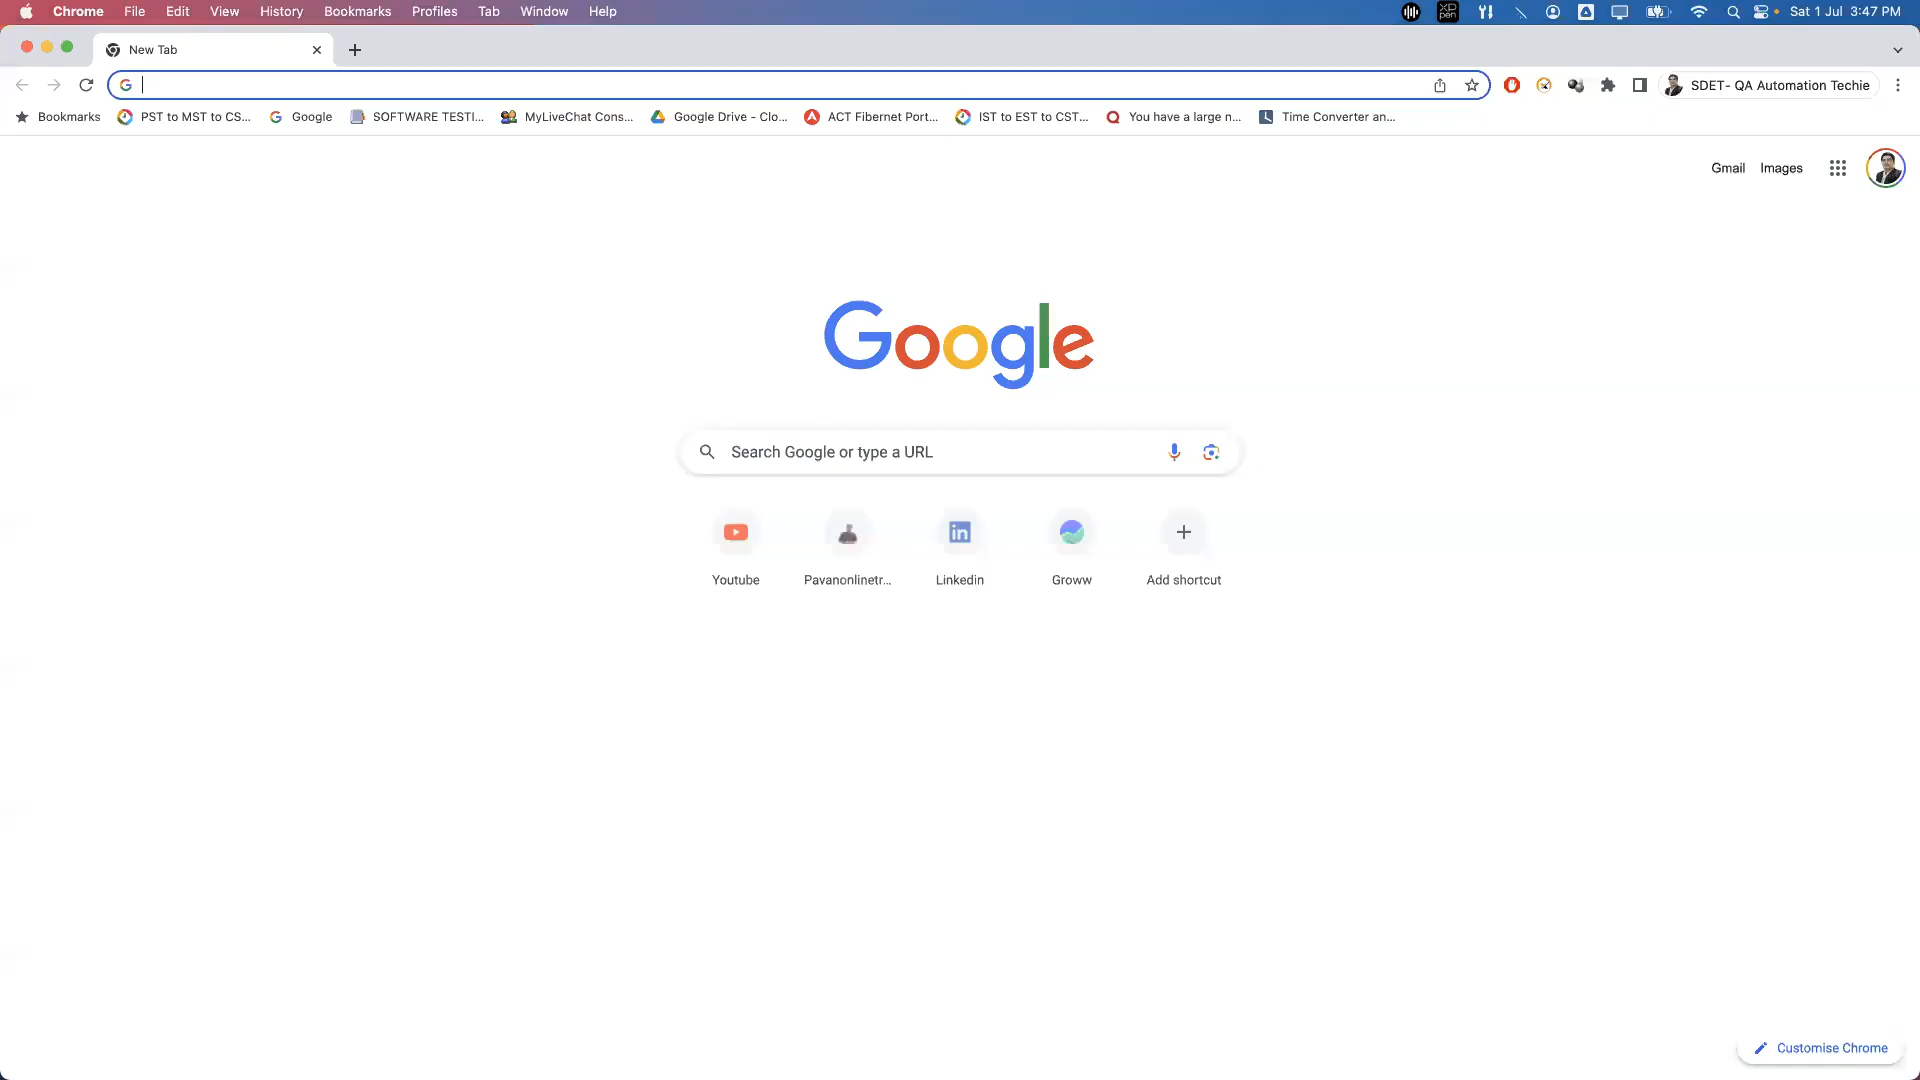 Chrome File Edit View History Bookmarks Profiles Tab Window Help
XP pen
Sat 1 Jul 3:47 PM
New Tab
SDET- QA Automation Techie
Bookmarks PST to MST to CS... Google SOFTWARE TESTI... MyLiveChat Cons... Google Drive - Clo... ACT Fibernet Port... IST to EST to CST... You have a large n... Time Converter an...
Gmail Images
Google
Search Google or type a URL
Youtube Pavanonlinetr... Linkedin Groww Add shortcut
Customise Chrome